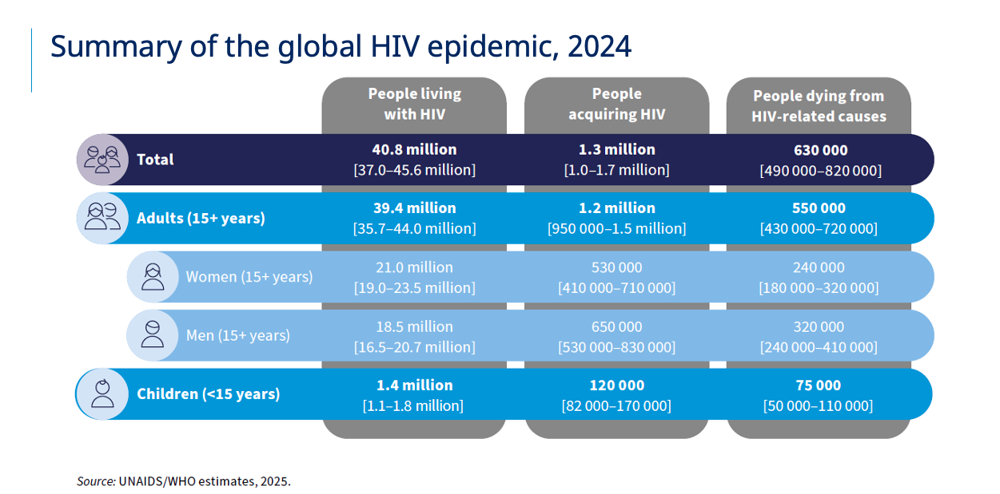 Summary of the global HIV epidemic, 2024
People living
with HIV
People
acquiring HIV
People dying from
HIV-related causes
Total
40.8 million
[37.0–45.6 million]
1.3 million
[1.0–1.7 million]
630 000
[490 000–820 000]
Adults (15+ years)
39.4 million
[35.7–44.0 million]
1.2 million
[950 000–1.5 million]
550 000
[430 000–720 000]
Women (15+ years)
21.0 million
[19.0–23.5 million]
530 000
[410 000–710 000]
240 000
[180 000–320 000]
Men (15+ years)
18.5 million
[16.5–20.7 million]
650 000
[530 000–830 000]
320 000
[240 000–410 000]
Children (<15 years)
1.4 million
[1.1–1.8 million]
120 000
[82 000–170 000]
75 000
[50 000–110 000]
Source: UNAIDS/WHO estimates, 2025.